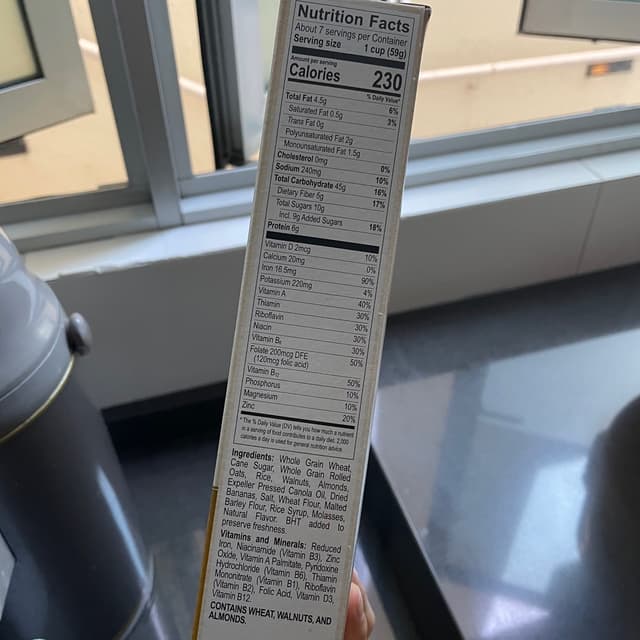 Nutrition Facts
About 7 servings per Container
Serving size 1 cup (59g)
Amount per serving
Calories 230
% Daily Value*
Total Fat 4.5g 6%
Saturated Fat 0.5g 3%
Trans Fat 0g
Polyunsaturated Fat 2g
Monounsaturated Fat 1.5g
Cholesterol 0mg 0%
Sodium 240mg 10%
Total Carbohydrate 45g 16%
Dietary Fiber 6g 17%
Total Sugars 10g
Incl. 9g Added Sugars 18%
Protein 6g
Vitamin D 2mcg 10%
Calcium 20mg 0%
Iron 16.5mg 90%
Potassium 220mg 4%
Vitamin A 40%
Thiamin 30%
Riboflavin 30%
Niacin 30%
Vitamin B₆ 30%
Folate 200mcg DFE 50%
(120mcg folic acid)
Vitamin B₁₂ 50%
Phosphorus 10%
Magnesium 10%
Zinc 20%
* The % Daily Value (DV) tells you how much a nutrient
in a serving of food contributes to a daily diet. 2,000
calories a day is used for general nutrition advice.
Ingredients: Whole Grain Wheat,
Cane Sugar, Whole Grain Rolled
Oats, Rice, Walnuts, Almonds,
Expeller Pressed Canola Oil, Dried
Bananas, Salt, Wheat Flour, Malted
Barley Flour, Rice Syrup, Molasses,
Natural Flavor. BHT added to
preserve freshness.
Vitamins and Minerals: Reduced
Iron, Niacinamide (Vitamin B3), Zinc
Oxide, Vitamin A Palmitate, Pyridoxine
Hydrochloride (Vitamin B6), Thiamin
Mononitrate (Vitamin B1), Riboflavin
(Vitamin B2), Folic Acid, Vitamin D3,
Vitamin B12.
CONTAINS WHEAT, WALNUTS, AND
ALMONDS.